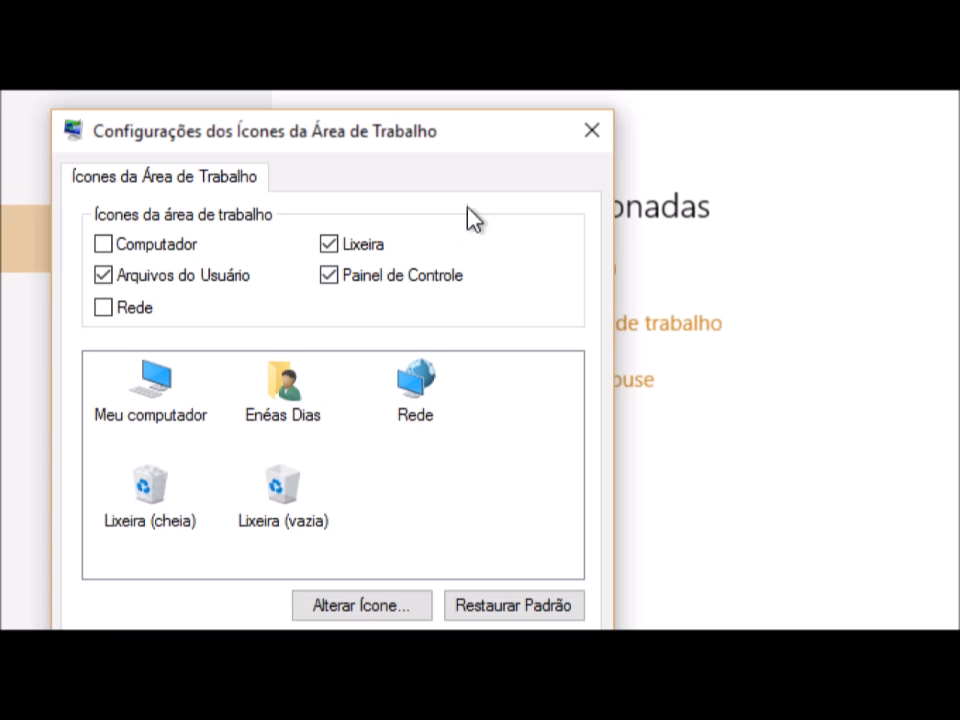 Configurações dos Ícones da Área de Trabalho
Ícones da Área de Trabalho
Ícones da área de trabalho
Computador
Lixeira
Arquivos do Usuário
Painel de Controle
Rede
Meu computador
Enéas Dias
Rede
Lixeira (cheia)
Lixeira (vazia)
Alterar Ícone...
Restaurar Padrão
onadas
de trabalho
ouse